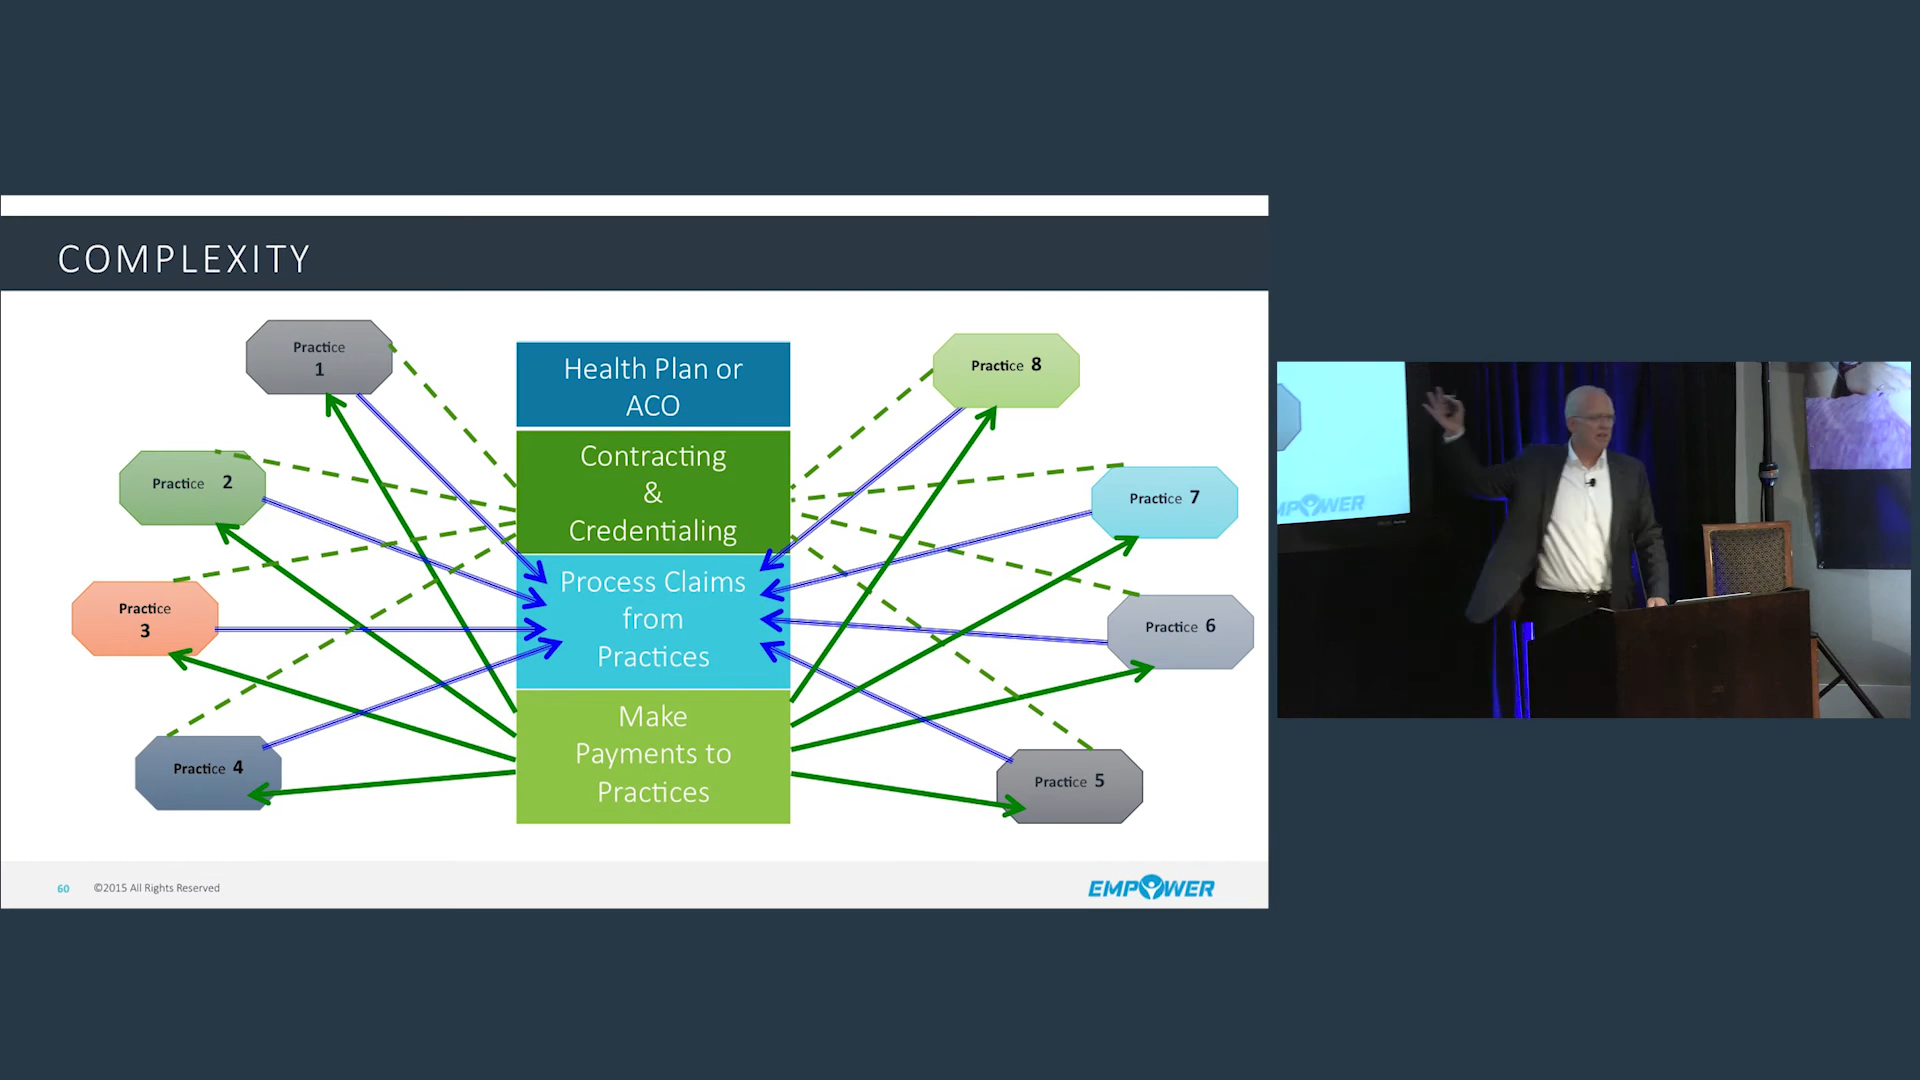 COMPLEXITY
Practice
1
Practice 2
Practice
3
Practice 4
Health Plan or
ACO
Contracting
&
Credentialing
Process Claims
from
Practices
Make
Payments to
Practices
Practice 8
Practice 7
Practice 6
Practice 5
60 ©2015 All Rights Reserved
EMPOWER
MPOWER